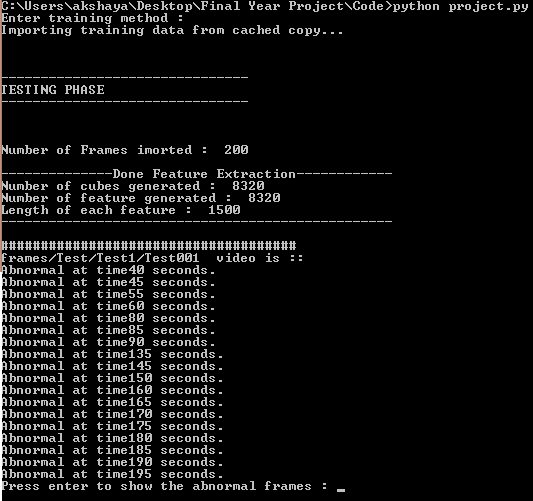 C:\Users\akshaya\Desktop\Final Year Project\Code>python project.py
Enter training method :
Importing training data from cached copy...
-----------------------------
TESTING PHASE
-----------------------------
Number of Frames imorted :  200
-------------Done Feature Extraction-----------
Number of cubes generated :  8320
Number of feature generated :  8320
Length of each feature :  1500
-----------------------------------------------
###################################
frames/Test/Test1/Test001  video is ::
Abnormal at time40 seconds.
Abnormal at time45 seconds.
Abnormal at time55 seconds.
Abnormal at time60 seconds.
Abnormal at time80 seconds.
Abnormal at time85 seconds.
Abnormal at time90 seconds.
Abnormal at time135 seconds.
Abnormal at time145 seconds.
Abnormal at time150 seconds.
Abnormal at time160 seconds.
Abnormal at time165 seconds.
Abnormal at time170 seconds.
Abnormal at time175 seconds.
Abnormal at time180 seconds.
Abnormal at time185 seconds.
Abnormal at time190 seconds.
Abnormal at time195 seconds.
Press enter to show the abnormal frames : _